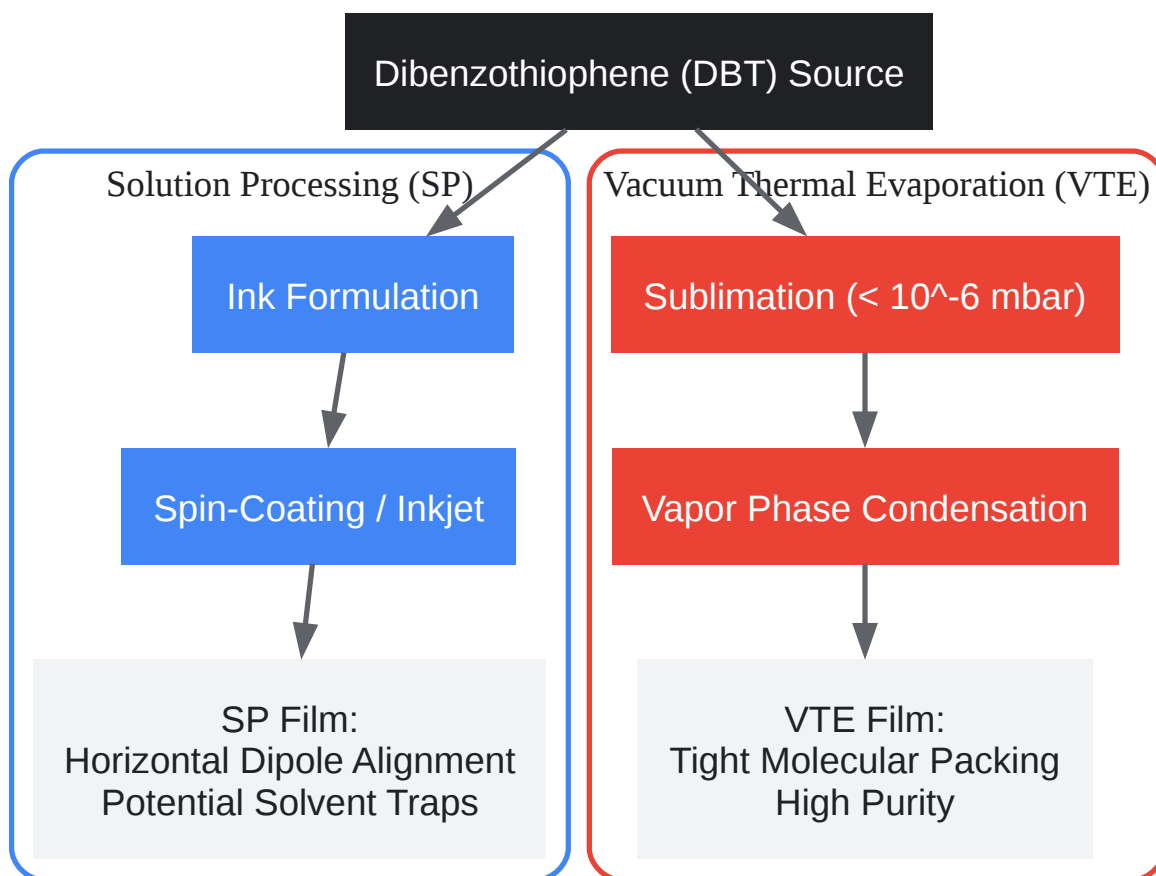 Dibenzothiophene (DBT) Source
Solution Processing (SP)
Vacuum Thermal Evaporation (VTE)
Ink Formulation
Sublimation (< 10^-6 mbar)
Spin-Coating / Inkjet
Vapor Phase Condensation
SP Film:
Horizontal Dipole Alignment
Potential Solvent Traps
VTE Film:
Tight Molecular Packing
High Purity